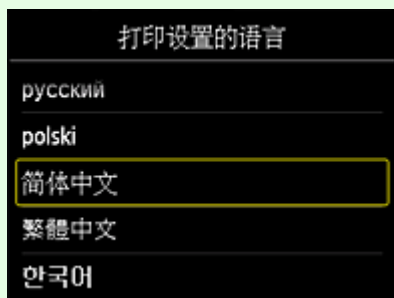 打印设置的语言
русский
polski
简体中文
繁體中文
한국어